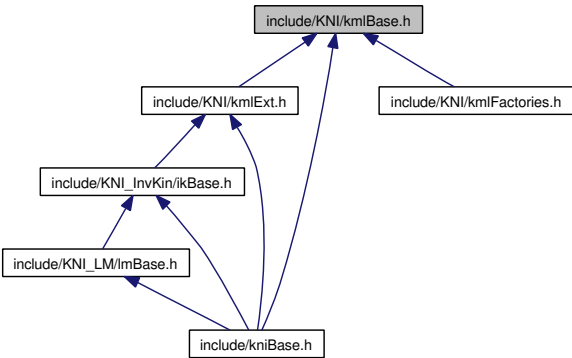 include/KNI/kmlBase.h
include/KNI/kmlExt.h
include/KNI/kmlFactories.h
include/KNI_InvKin/ikBase.h
include/KNI_LM/lmBase.h
include/kniBase.h